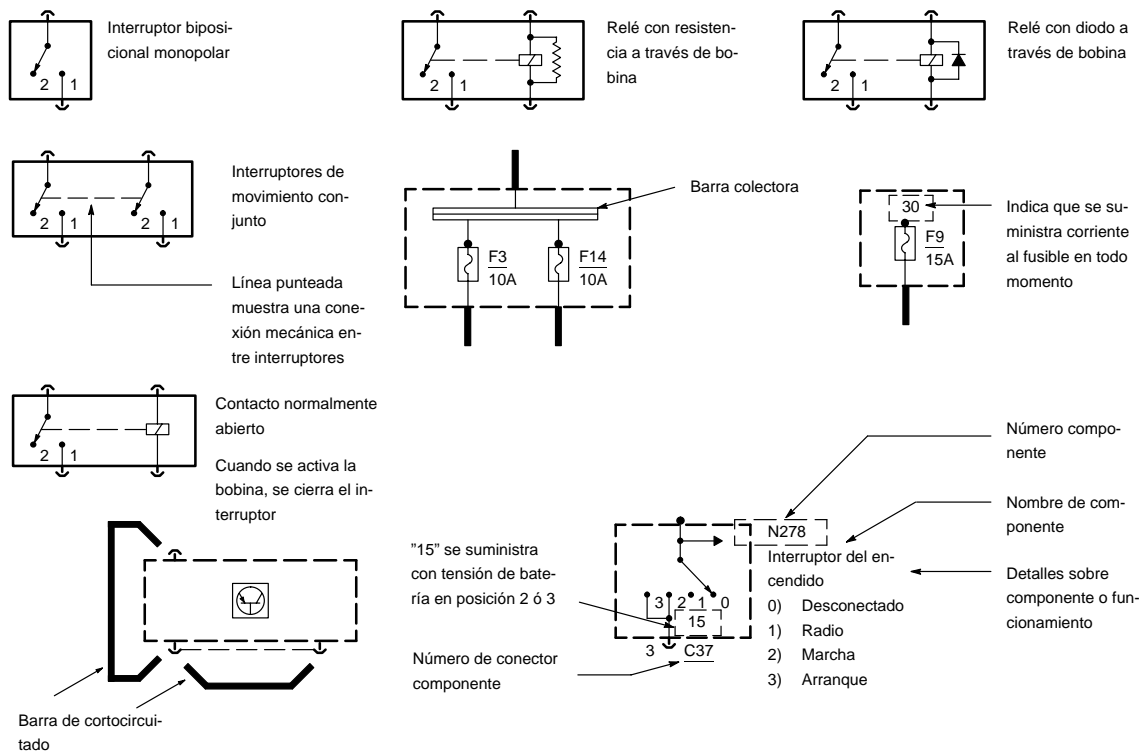 Interruptor biposi-
cional monopolar
2 1
Relé con resisten-
cia a través de bo-
bina
2 1
Relé con diodo a
través de bobina
2 1
Interruptores de
movimiento con-
junto
2 1 2 1
Línea punteada
muestra una cone-
xión mecánica en-
tre interruptores
Barra colectora
F3
10A
F14
10A
30
F9
15A
Indica que se su-
ministra corriente
al fusible en todo
momento
Contacto normalmente
abierto
Cuando se activa la
bobina, se cierra el in-
terruptor
2 1
Barra de cortocircui-
tado
Número compo-
nente
Nombre de com-
ponente
Detalles sobre
componente o fun-
cionamiento
N278
Interruptor del en-
cendido
0) Desconectado
1) Radio
2) Marcha
3) Arranque
"15" se suministra
con tensión de bate-
ría en posición 2 ó 3
3 2 1 0
15
3 C37
Número de conector
componente